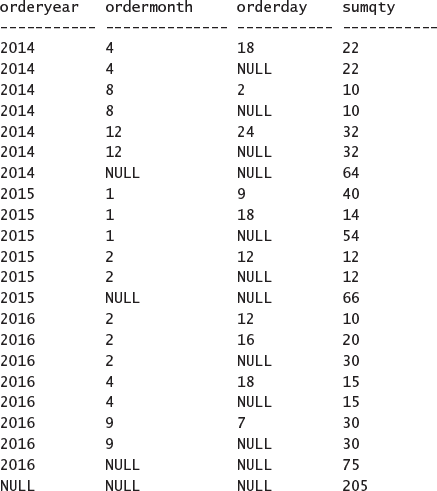 orderyear ordermonth orderday sumqty
----------- -------------- ----------- -----------
2014 4 18 22
2014 4 NULL 22
2014 8 2 10
2014 8 NULL 10
2014 12 24 32
2014 12 NULL 32
2014 NULL NULL 64
2015 1 9 40
2015 1 18 14
2015 1 NULL 54
2015 2 12 12
2015 2 NULL 12
2015 NULL NULL 66
2016 2 12 10
2016 2 16 20
2016 2 NULL 30
2016 4 18 15
2016 4 NULL 15
2016 9 7 30
2016 9 NULL 30
2016 NULL NULL 75
NULL NULL NULL 205